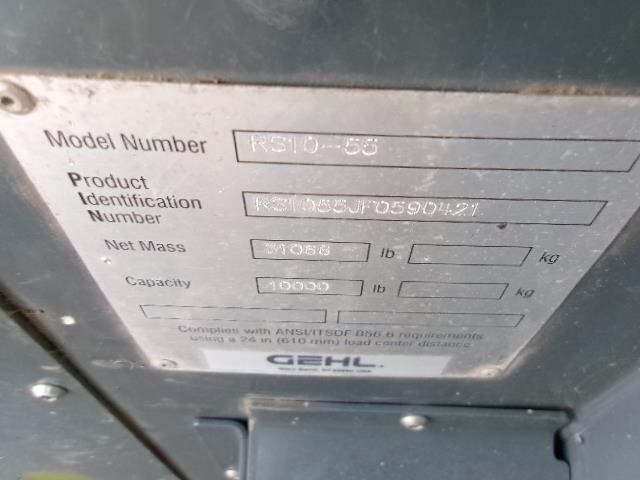 Model Number RS10-55
Product
Identification RS1055JF0590421
Number
Net Mass lb kg
Capacity 10000 lb kg
Complies with ANSI/ITSDF B56.6 requirements
using a 24 in (610 mm) load center distance
GEHL